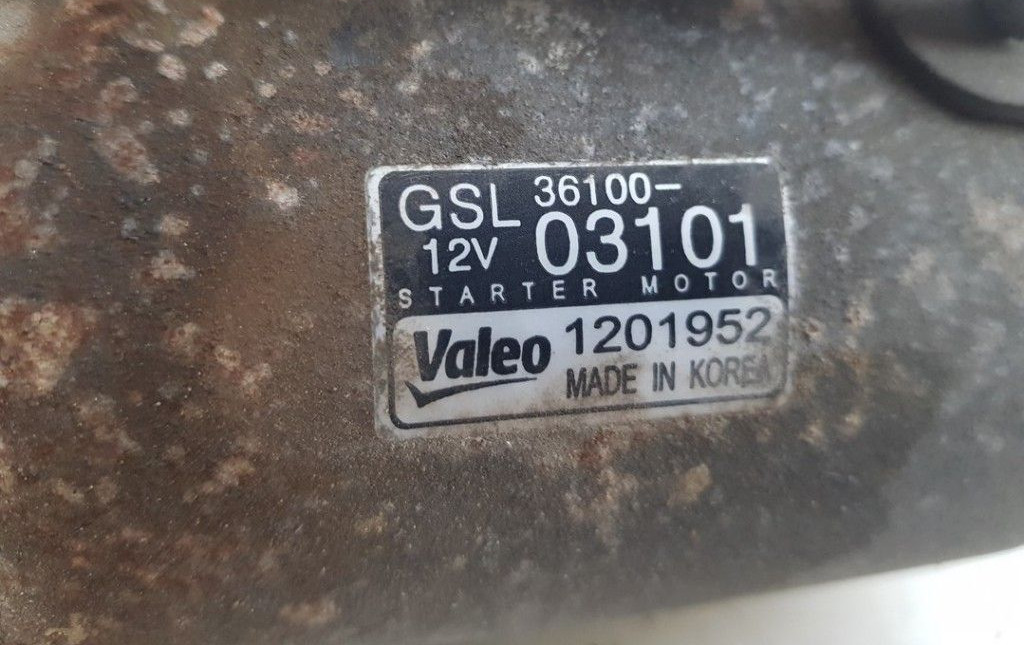 GSL 36100-
12V 03101
STARTER MOTOR
Valeo 1201952
MADE IN KOREA